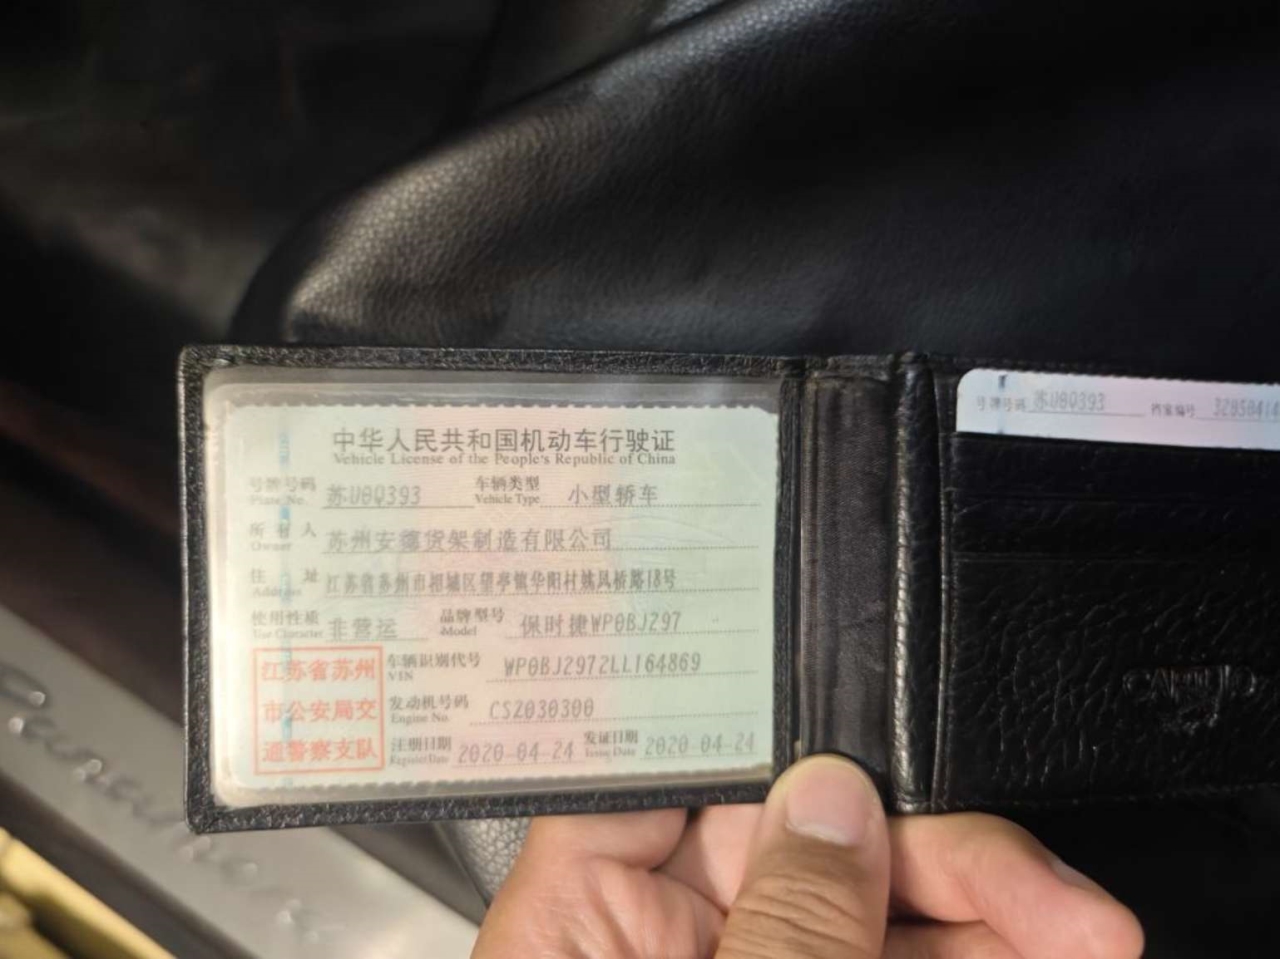 中华人民共和国机动车行驶证
Vehicle License of the People's Republic of China
号牌号码 苏U8Q393 车辆类型 小型轿车
Plate No. Vehicle Type
所有人 苏州安德货架制造有限公司
Owner
住址 江苏省苏州市相城区望亭镇华阳村姚凤桥路18号
Address
使用性质 非营运 品牌型号 保时捷WP0BJ297
Use Character Model
江苏省苏州
市公安局交
通警察支队
车辆识别代号 WP0BJ2972LL164869
VIN
发动机号码 CSZ030300
Engine No.
注册日期 2020-04-24 发证日期 2020-04-24
Register Date Issue Date
号牌号码 苏U8Q393 档案编号